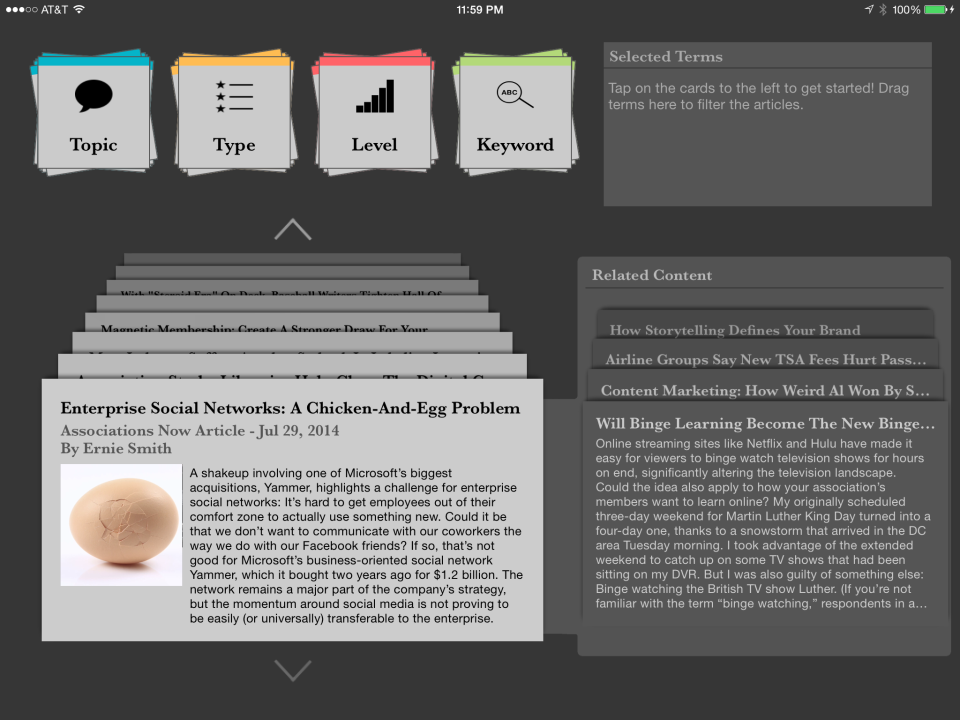 AT&T
11:59 PM
100%
Topic
Type
Level
ABC
Keyword
Selected Terms
Tap on the cards to the left to get started! Drag
terms here to filter the articles.
With "Steroid Era" On Deck, Baseball Writers Tighten Hall Of
Magnetic Membership: Create A Stronger Draw For Your
Enterprise Social Networks: A Chicken-And-Egg Problem
Associations Now Article - Jul 29, 2014
By Ernie Smith
A shakeup involving one of Microsoft's biggest
acquisitions, Yammer, highlights a challenge for enterprise
social networks: It's hard to get employees out of their
comfort zone to actually use something new. Could it be
that we don't want to communicate with our coworkers the
way we do with our Facebook friends? If so, that's not
good for Microsoft's business-oriented social network
Yammer, which it bought two years ago for $1.2 billion. The
network remains a major part of the company's strategy,
but the momentum around social media is not proving to
be easily (or universally) transferable to the enterprise.
Related Content
How Storytelling Defines Your Brand
Airline Groups Say New TSA Fees Hurt Pass...
Content Marketing: How Weird Al Won By S...
Will Binge Learning Become The New Binge...
Online streaming sites like Netflix and Hulu have made it
easy for viewers to binge watch television shows for hours
on end, significantly altering the television landscape.
Could the idea also apply to how your association's
members want to learn online? My originally scheduled
three-day weekend for Martin Luther King Day turned into a
four-day one, thanks to a snowstorm that arrived in the DC
area Tuesday morning. I took advantage of the extended
weekend to catch up on some TV shows that had been
sitting on my DVR. But I was also guilty of something else:
Binge watching the British TV show Luther. (If you're not
familiar with the term "binge watching," respondents in a...